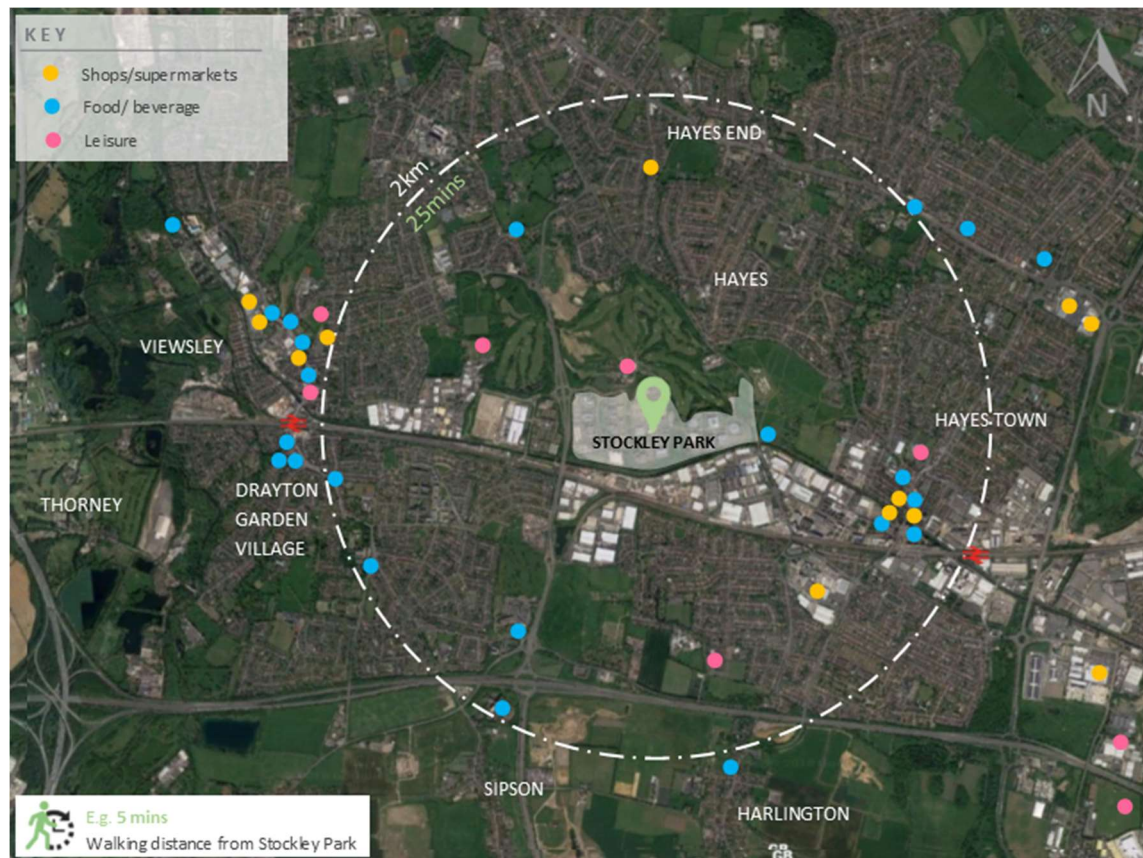 KEY
Shops/supermarkets
Food/ beverage
Leisure
N
HAYES END
2km
25mins
HAYES
VIEWSLEY
STOCKLEY PARK
HAYES TOWN
THORNEY
DRAYTON
GARDEN
VILLAGE
SIPSON
HARLINGTON
E.g. 5 mins
Walking distance from Stockley Park